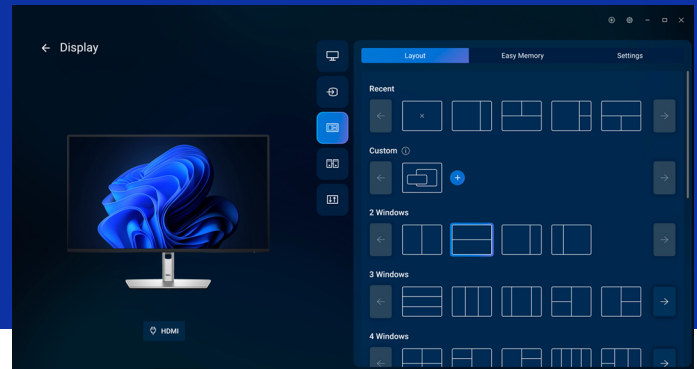 Display
Layout
Easy Memory
Settings
Recent
Custom
2 Windows
3 Windows
4 Windows
HDMI